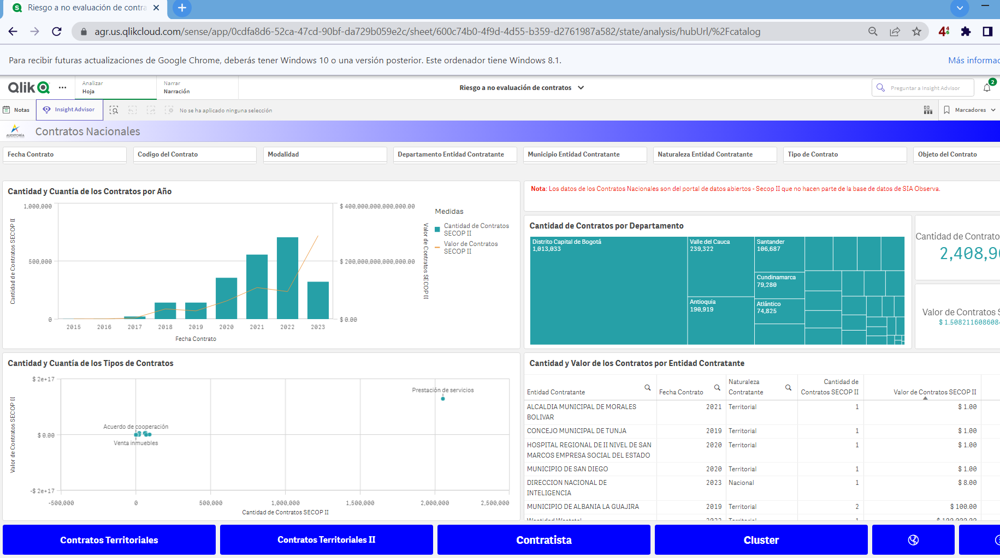 Riesgo a no evaluación de contra
agr.us.qlikcloud.com/sense/app/0cdfa8d6-52ca-47cd-90bf-da729b059e2c/sheet/600c74b0-4f9d-4d55-b359-d2761987a582/state/analysis/hubUrl/%2Fcatalog
Para recibir futuras actualizaciones de Google Chrome, deberás tener Windows 10 o una versión posterior. Este ordenador tiene Windows 8.1.
Más informac
Qlik
Analizar
Hoja
Narrar
Narración
Riesgo a no evaluación de contratos
Preguntar a Insight Advisor
2
Notas
Insight Advisor
No se ha aplicado ninguna selección
Marcadores
AUDITORÍA
Contratos Nacionales
Fecha Contrato
Codigo del Contrato
Modalidad
Departamento Entidad Contratante
Municipio Entidad Contratante
Naturaleza Entidad Contratante
Tipo de Contrato
Objeto del Contrato
Cantidad y Cuantía de los Contratos por Año
Cantidad de Contratos SECOP II
1,000,000
500,000
0
2015 2016 2017 2018 2019 2020 2021 2022 2023
Fecha Contrato
$ 400,000,000,000,000.00
$ 200,000,000,000,000.00
$ 0.00
Valor de Contratos SECOP II
Medidas
Cantidad de Contratos
SECOP II
Valor de Contratos
SECOP II
Nota: Los datos de los Contratos Nacionales son del portal de datos abiertos - Secop II que no hacen parte de la base de datos de SIA Observa.
Cantidad de Contratos por Departamento
Distrito Capital de Bogotá
1,013,033
Valle del Cauca
239,322
Antioquia
190,919
Santander
106,687
Cundinamarca
79,280
Atlántico
74,825
Cantidad de Contrato
2,408,90
Valor de Contratos S
$ 1.508211608608
Cantidad y Cuantía de los Tipos de Contratos
Valor de Contratos SECOP II
$ 2e+17
$ 0.00
-$ 2e+17
Prestación de servicios
Acuerdo de cooperación
Venta inmuebles
-500,000 0 500,000 1,000,000 1,500,000 2,000,000 2,500,000
Cantidad de Contratos SECOP II
Cantidad y Valor de los Contratos por Entidad Contratante
Entidad Contratante
Fecha Contrato
Naturaleza
Contratante
Cantidad de
Contratos SECOP II
Valor de Contratos SECOP II
ALCALDIA MUNICIPAL DE MORALES 2021 Territorial 1 $ 1.00
BOLIVAR
CONCEJO MUNICIPAL DE TUNJA 2019 Territorial 1 $ 1.00
HOSPITAL REGIONAL DE II NIVEL DE SAN 2020 Territorial 1 $ 1.00
MARCOS EMPRESA SOCIAL DEL ESTADO
MUNICIPIO DE SAN DIEGO 2020 Territorial 1 $ 1.00
DIRECCION NACIONAL DE 2023 Nacional 1 $ 8.00
INTELIGENCIA
MUNICIPIO DE ALBANIA LA GUAJIRA 2019 Territorial 2 $ 100.00
Contratos Territoriales
Contratos Territoriales II
Contratista
Cluster